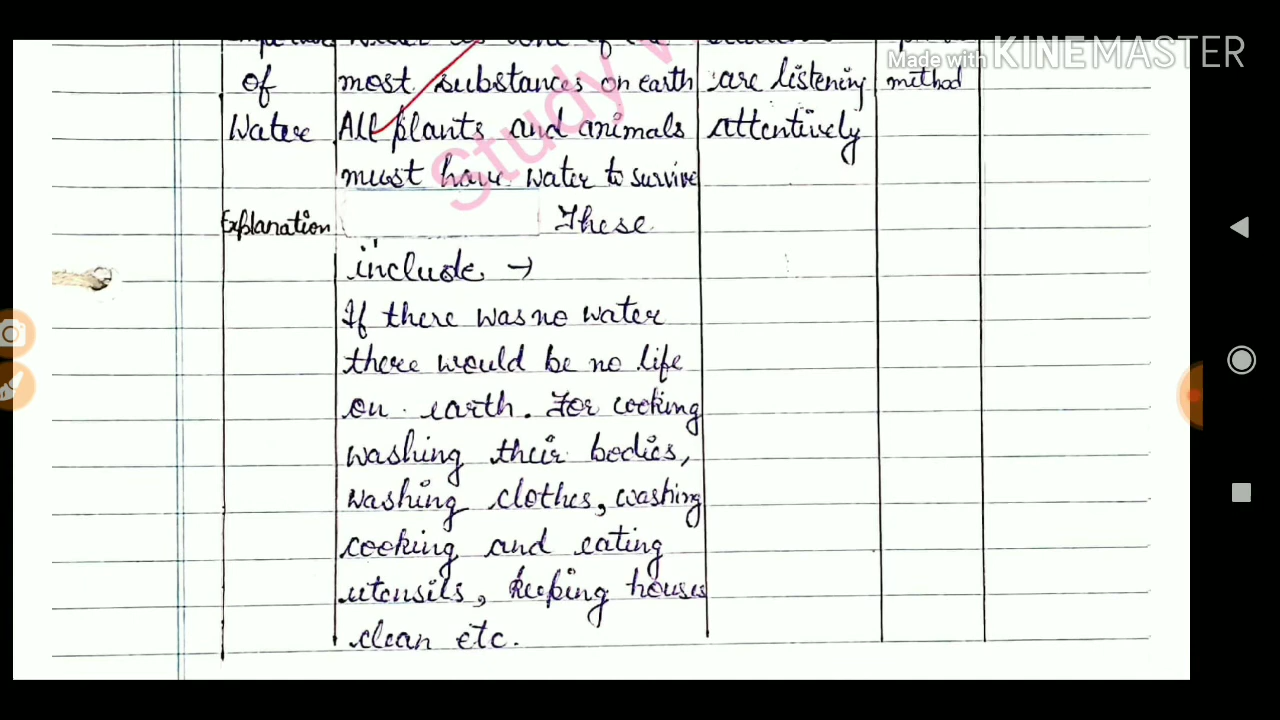 Made with KINEMASTER
of
Water
Explanation
most substances on earth
All plants and animals
must have water to survive
These
include →
If there was no water
there would be no life
on earth. For cooking
washing their bodies,
washing clothes, washing
cooking and eating
utensils, keeping houses
clean etc.
are listening
attentively
method
Study